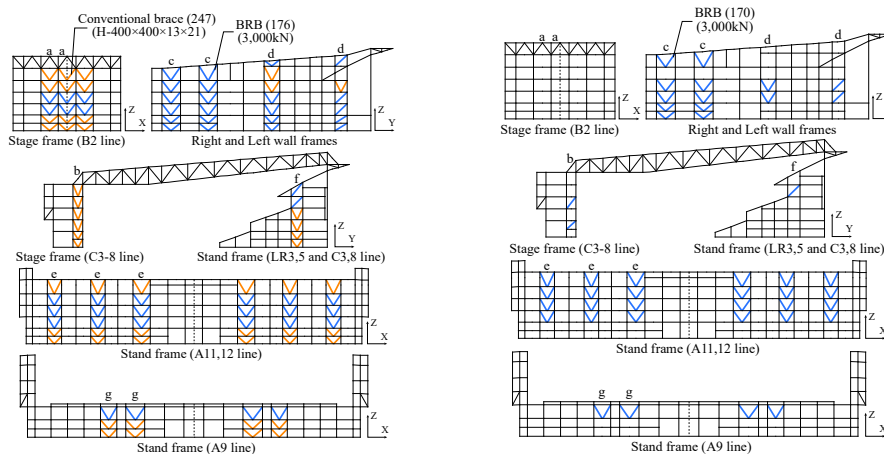 Conventional brace (247)
(H-400×400×13×21)
BRB (176)
(3,000kN)
a a
c c d d
Z
X
Z
Y
Stage frame (B2 line)
Right and Left wall frames
b
f
Z
Y
Stage frame (C3-8 line)
Stand frame (LR3,5 and C3,8 line)
e e e
Z
X
Stand frame (A11,12 line)
g g
Z
X
Stand frame (A9 line)
BRB (170)
(3,000kN)
a a
c c d d
Z
X
Z
Y
Stage frame (B2 line)
Right and Left wall frames
b
f
Z
Y
Stage frame (C3-8 line)
Stand frame (LR3,5 and C3,8 line)
e e e
Z
X
Stand frame (A11,12 line)
g g
Z
X
Stand frame (A9 line)